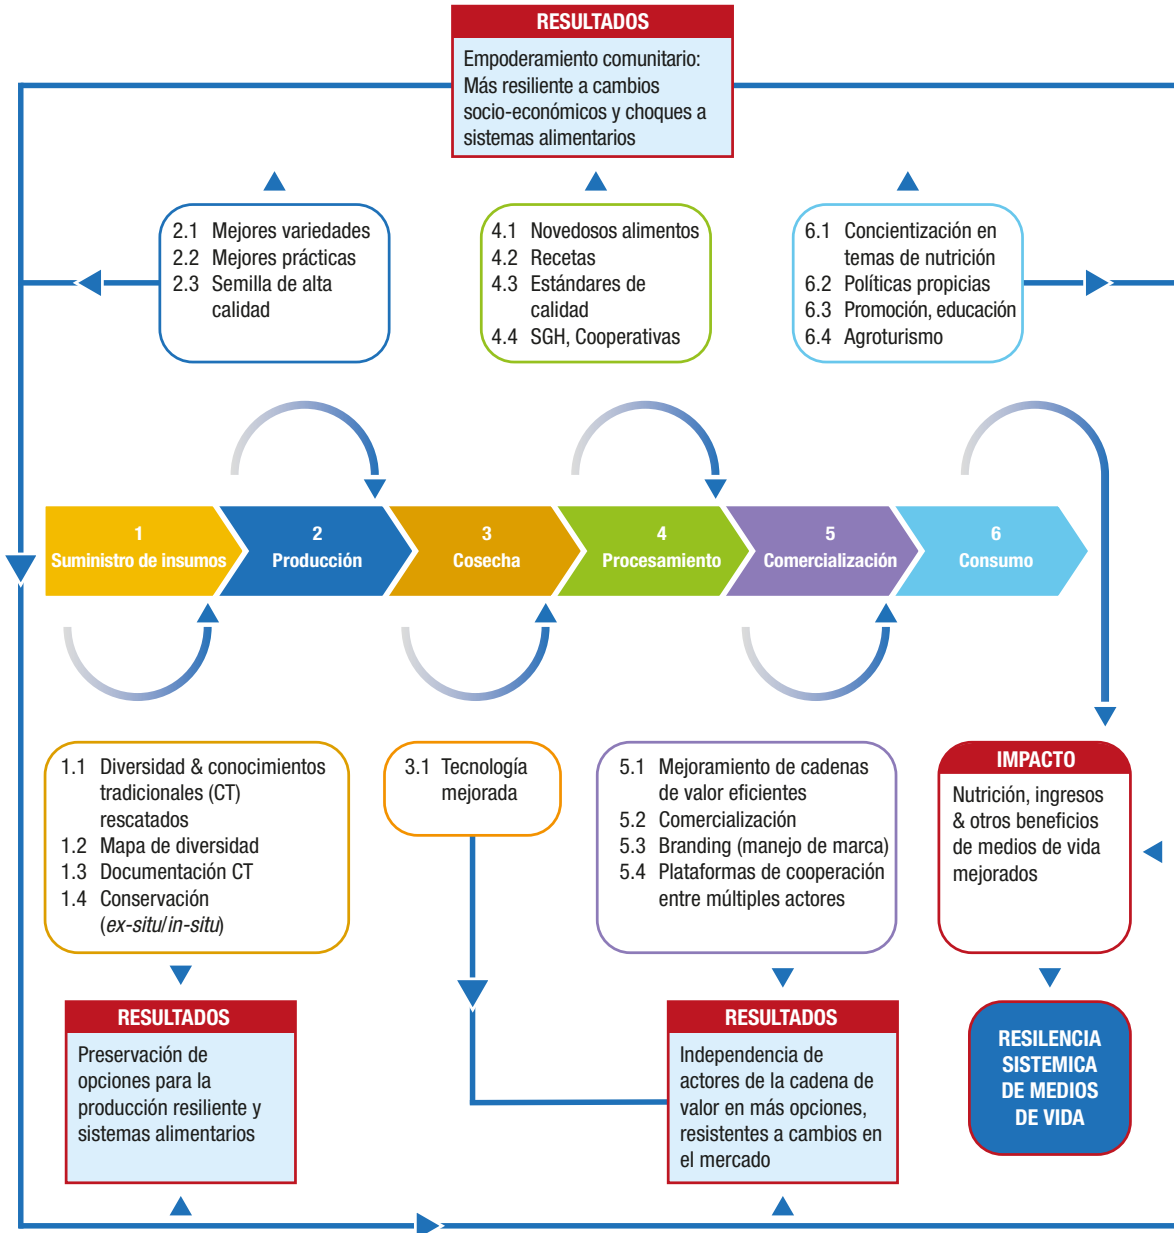 RESULTADOS
Empoderamiento comunitario:
Más resiliente a cambios
socio-económicos y choques a
sistemas alimentarios
2.1 Mejores variedades
2.2 Mejores prácticas
2.3 Semilla de alta
calidad
4.1 Novedosos alimentos
4.2 Recetas
4.3 Estándares de
calidad
4.4 SGH, Cooperativas
6.1 Concientización en
temas de nutrición
6.2 Políticas propicias
6.3 Promoción, educación
6.4 Agroturismo
1
Suministro de insumos
2
Producción
3
Cosecha
4
Procesamiento
5
Comercialización
6
Consumo
1.1 Diversidad & conocimientos
tradicionales (CT)
rescatados
1.2 Mapa de diversidad
1.3 Documentación CT
1.4 Conservación
(ex-situ/in-situ)
3.1 Tecnología
mejorada
5.1 Mejoramiento de cadenas
de valor eficientes
5.2 Comercialización
5.3 Branding (manejo de marca)
5.4 Plataformas de cooperación
entre múltiples actores
IMPACTO
Nutrición, ingresos
& otros beneficios
de medios de vida
mejorados
RESULTADOS
Preservación de
opciones para la
producción resiliente y
sistemas alimentarios
RESULTADOS
Independencia de
actores de la cadena de
valor en más opciones,
resistentes a cambios en
el mercado
RESILENCIA
SISTEMICA
DE MEDIOS
DE VIDA